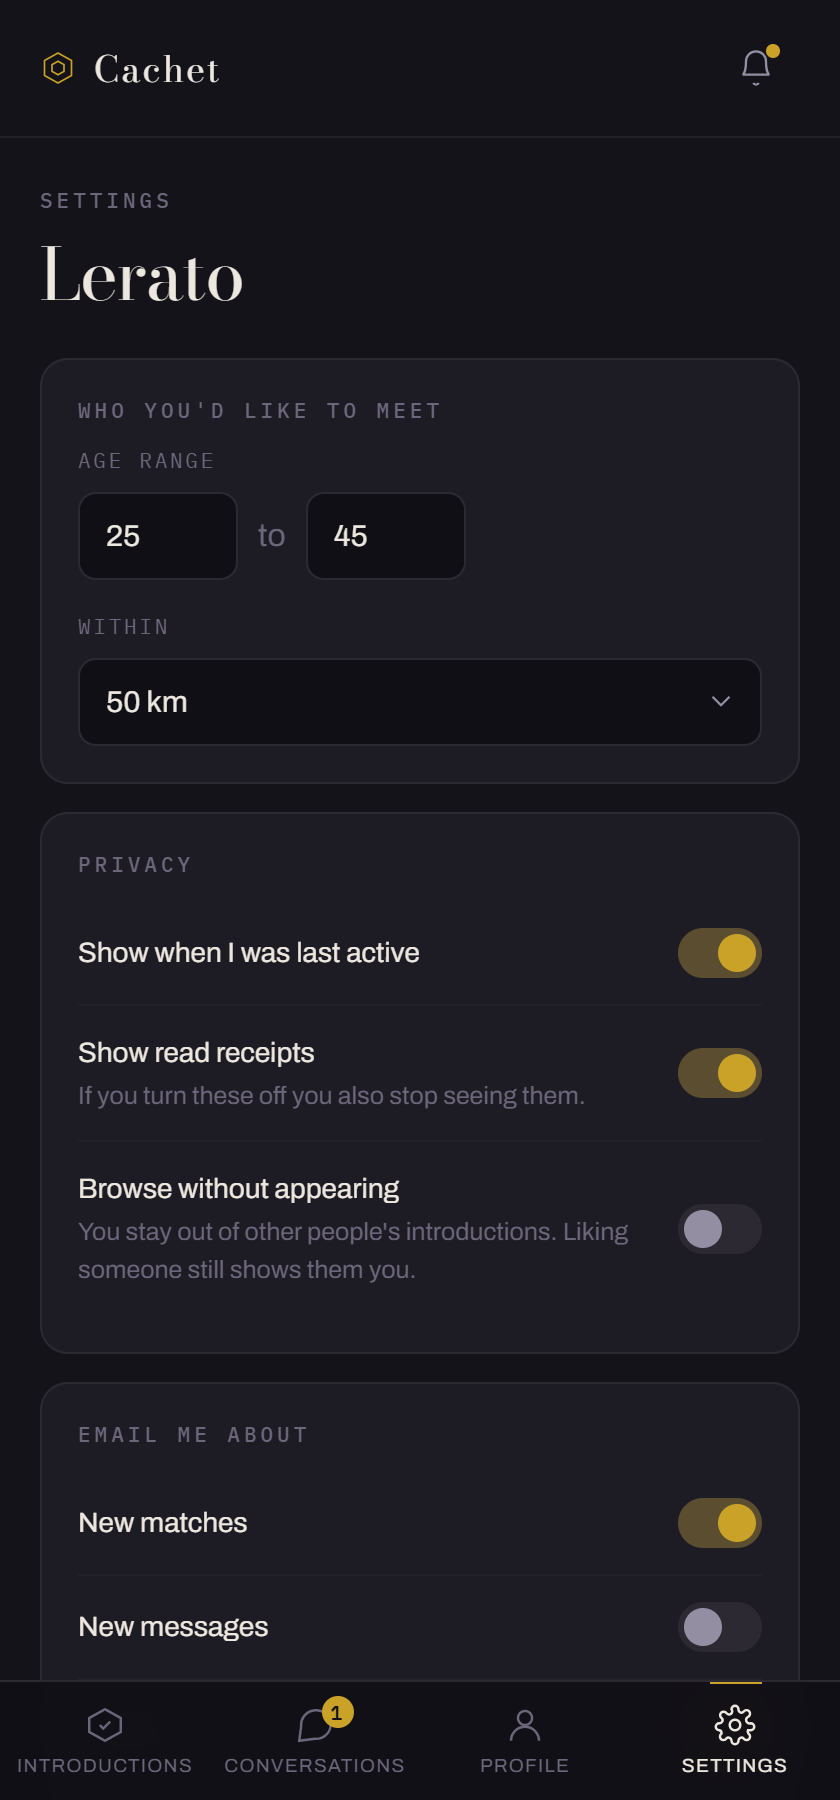 Cachet
SETTINGS
Lerato
WHO YOU'D LIKE TO MEET
AGE RANGE
25 to 45
WITHIN
50 km
PRIVACY
Show when I was last active
Show read receipts
If you turn these off you also stop seeing them.
Browse without appearing
You stay out of other people's introductions. Liking
someone still shows them you.
EMAIL ME ABOUT
New matches
New messages
1
INTRODUCTIONS CONVERSATIONS PROFILE SETTINGS